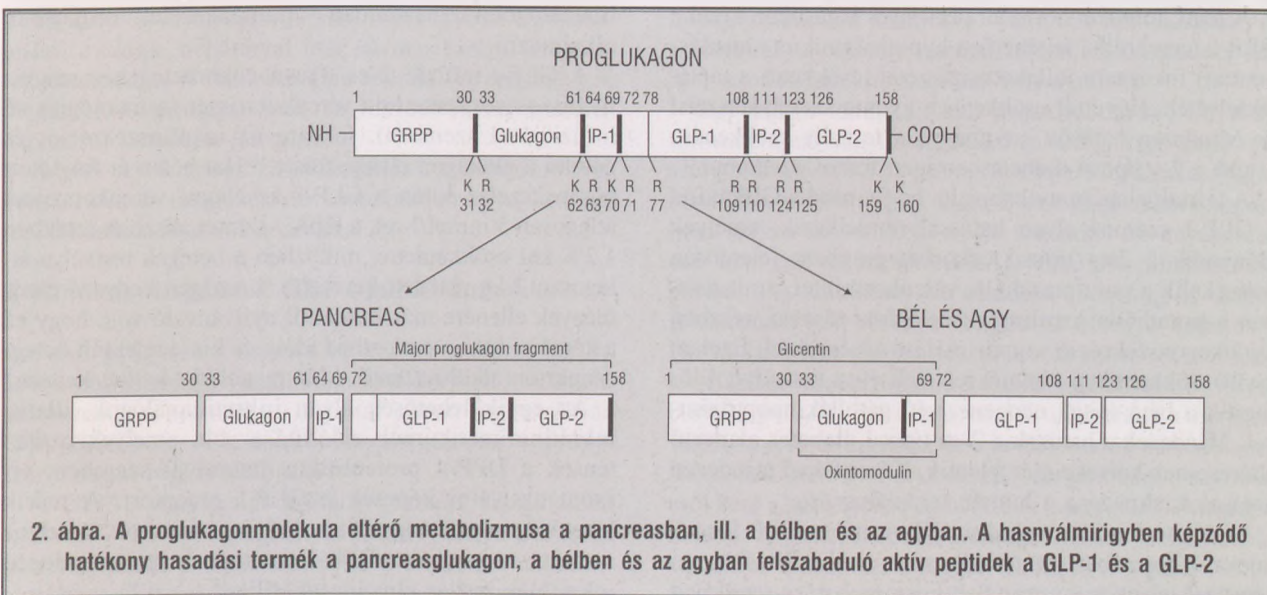 PROGLUKAGON
1 30 33 61 64 69 72 78 108 111 123 126 158
NH GRPP Glukagon IP-1 GLP-1 IP-2 GLP-2 COOH
K R K R K R R R R R R K K
31 32 62 63 70 71 77 109 110 124 125 159 160
PANCREAS
Major proglukagon fragment
1 30 33 61 64 69 72 158
GRPP Glukagon IP-1 GLP-1 IP-2 GLP-2
BÉL ÉS AGY
Glicentin
1 30 33 69 72 108 111 123 126 158
GRPP Glukagon IP-1 GLP-1 IP-2 GLP-2
Oxintomodulin
2. ábra. A proglukagonmolekula eltérő metabolizmusa a pancreasban, ill. a bélben és az agyban. A hasnyálmirigyben képződő
hatékony hasadási termék a pancreasglukagon, a bélben és az agyban felszabaduló aktív peptidek a GLP-1 és a GLP-2